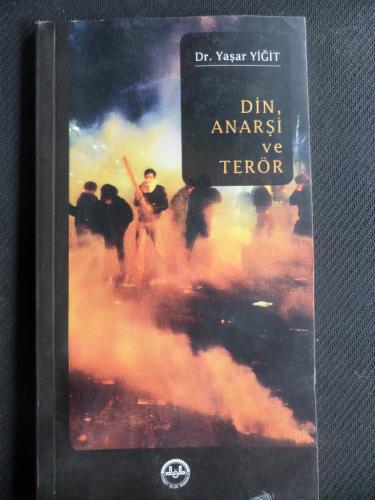 Dr. Yaşar YİĞİT
DİN,
ANARŞİ
ve
TERÖR